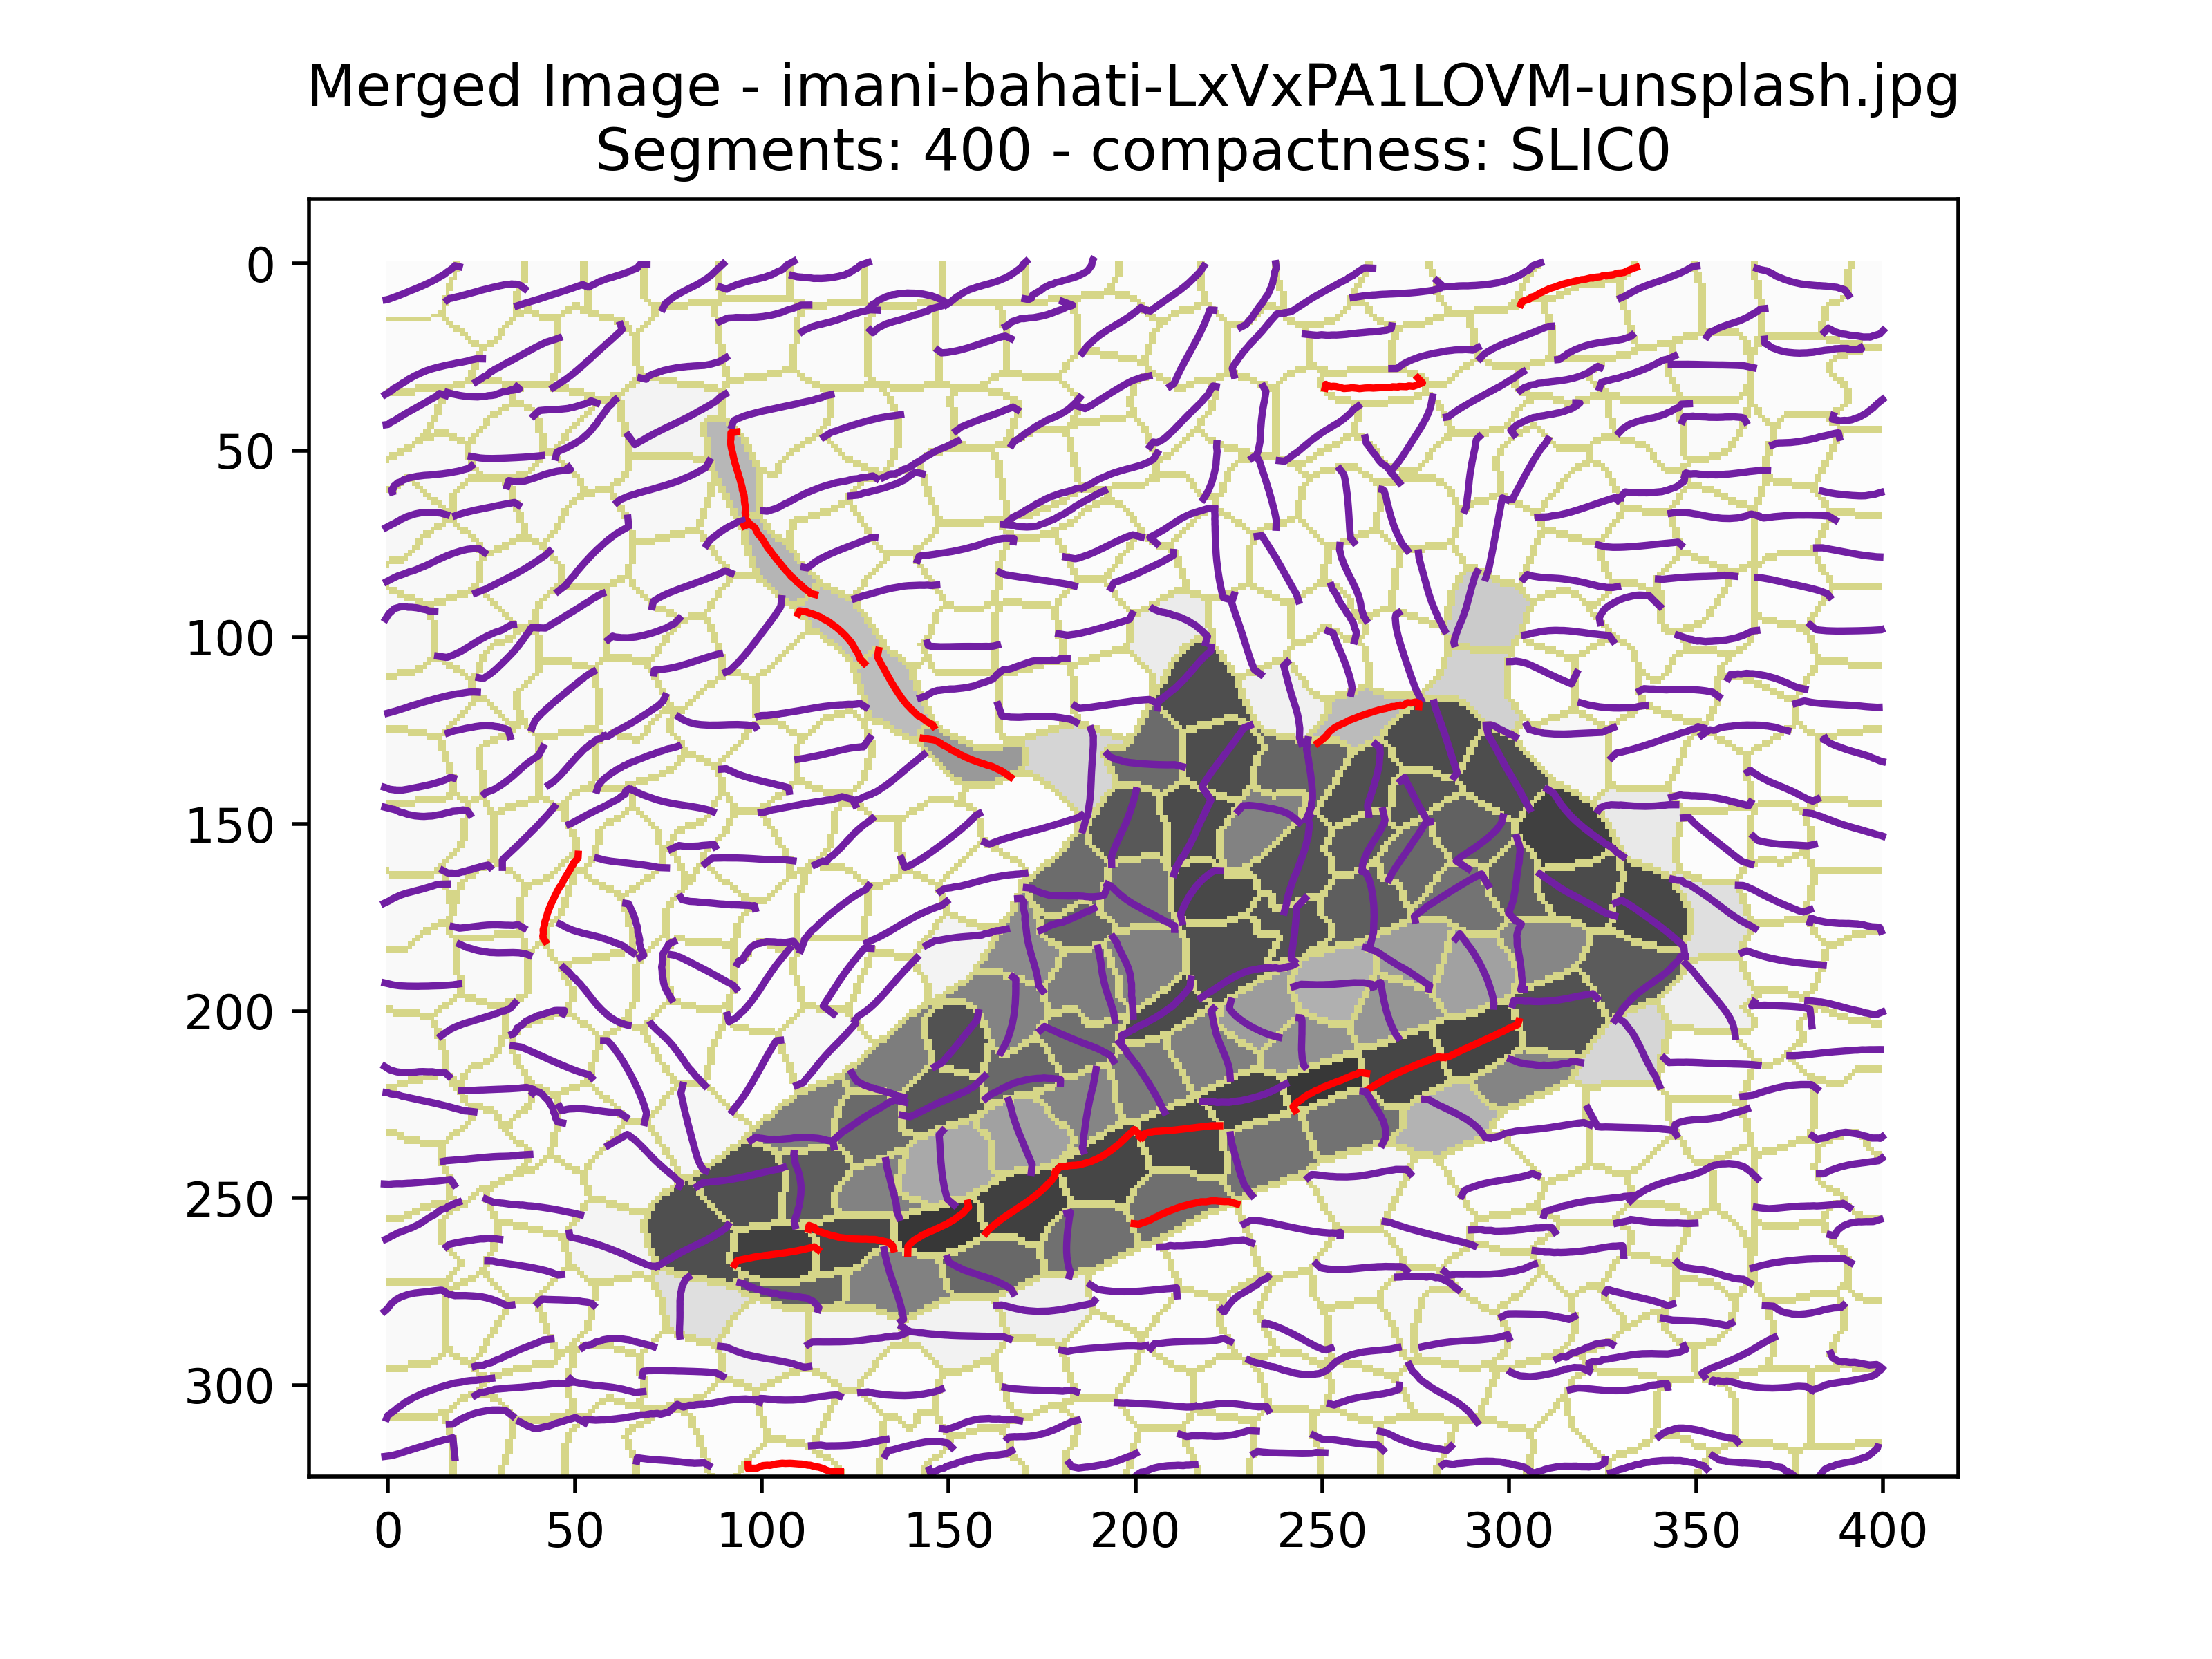 Merged Image - imani-bahati-LxVxPA1LOVM-unsplash.jpg
Segments: 400 - compactness: SLIC0
0
50
100
150
200
250
300
0 50 100 150 200 250 300 350 400